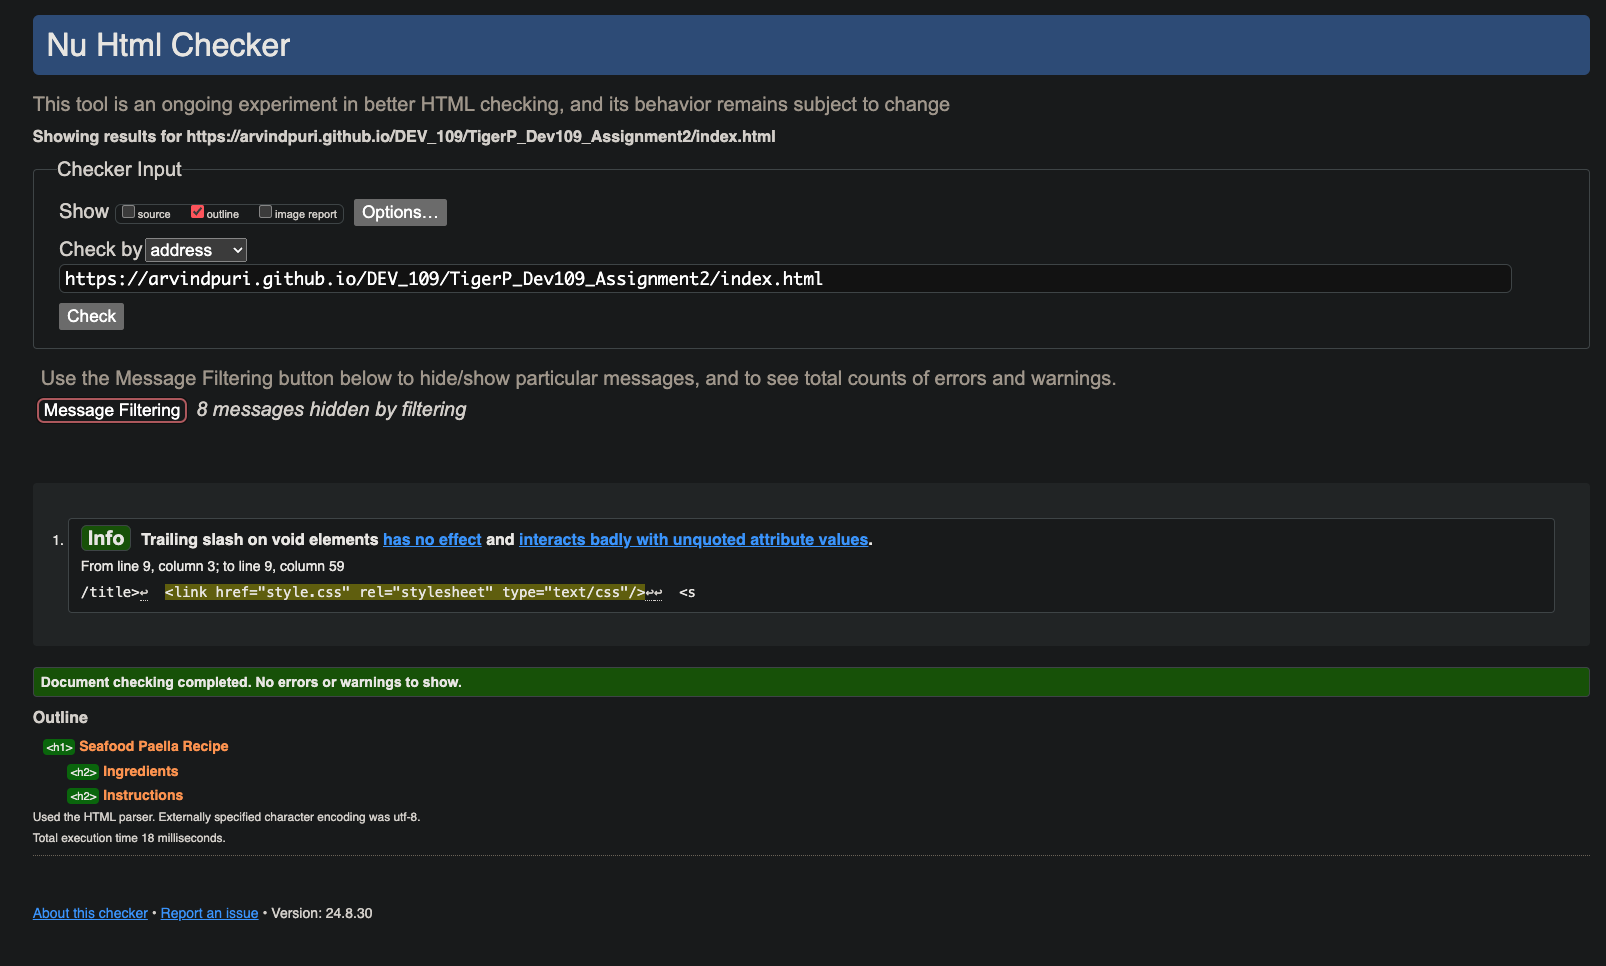 Nu Html Checker
This tool is an ongoing experiment in better HTML checking, and its behavior remains subject to change
Showing results for https://arvindpuri.github.io/DEV_109/TigerP_Dev109_Assignment2/index.html
Checker Input
Show source outline image report Options...
Check by address
https://arvindpuri.github.io/DEV_109/TigerP_Dev109_Assignment2/index.html
Check
Use the Message Filtering button below to hide/show particular messages, and to see total counts of errors and warnings.
Message Filtering 8 messages hidden by filtering
1. Info Trailing slash on void elements has no effect and interacts badly with unquoted attribute values.
From line 9, column 3; to line 9, column 59
/title>↩ <link href="style.css" rel="stylesheet" type="text/css"/>↩↩ <s
Document checking completed. No errors or warnings to show.
Outline
<h1> Seafood Paella Recipe
<h2> Ingredients
<h2> Instructions
Used the HTML parser. Externally specified character encoding was utf-8.
Total execution time 18 milliseconds.
About this checker • Report an issue • Version: 24.8.30